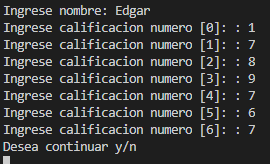 Ingrese nombre: Edgar
Ingrese calificacion numero [0]: : 1
Ingrese calificacion numero [1]: : 7
Ingrese calificacion numero [2]: : 8
Ingrese calificacion numero [3]: : 9
Ingrese calificacion numero [4]: : 7
Ingrese calificacion numero [5]: : 6
Ingrese calificacion numero [6]: : 7
Desea continuar y/n